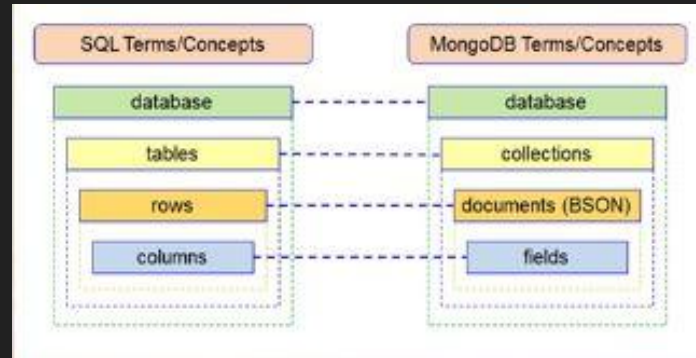 SQL Terms/Concepts
MongoDB Terms/Concepts
database
database
tables
collections
rows
documents (BSON)
columns
fields